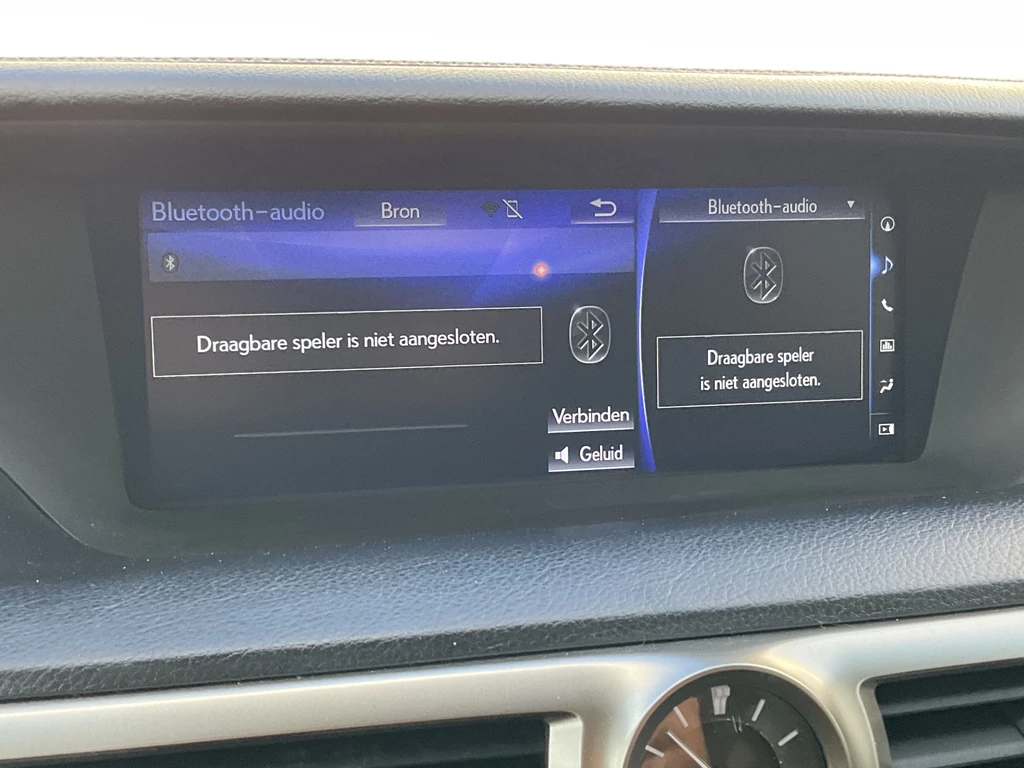 Bluetooth-audio
Bron
Draagbare speler is niet aangesloten.
Verbinden
Geluid
Bluetooth-audio
Draagbare speler
is niet aangesloten.